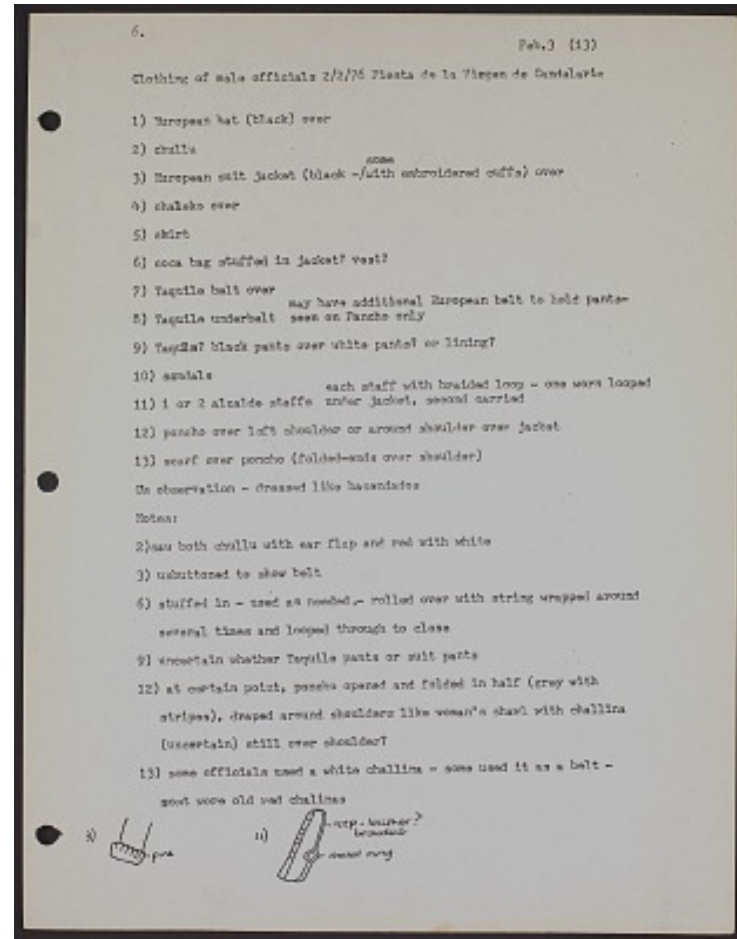 6.
Feb.3 (13)
Clothing of male officials 2/2/76 Fiesta de la Virgen de Candalaria
1) European hat (black) over
2) chullu
some
3) European suit jacket (black -/with embroidered cuffs) over
4) chaleko over
5) shirt
6) coca bag stuffed in jacket? vest?
7) Taquile belt over
may have additional European belt to hold pants-
8) Taquile underbelt seen on Pancho only
9) Taquile? black pants over white pants? or lining?
10) sandals
each staff with braided loop - one worn looped
11) 1 or 2 alcalde staffs under jacket, second carried
12) poncho over left shoulder or around shoulder over jacket
13) scarf over poncho (folded-ends over shoulder)
Um observation - dressed like hacendados
Notes:
2)saw both chullu with ear flap and red with white
3) unbuttoned to show belt
6) stuffed in - used as needed,- rolled over with string wrapped around
several times and looped through to close
9) uncertain whether Taquile pants or suit pants
12) at certain point, poncho opened and folded in half (grey with
stripes), draped around shoulders like woman's shawl with challina
(uncertain) still over shoulder?
13) some officials used a white challina - some used it as a belt -
most wore old red chalinas
3)
pink
11)
leather?
braided
metal ring